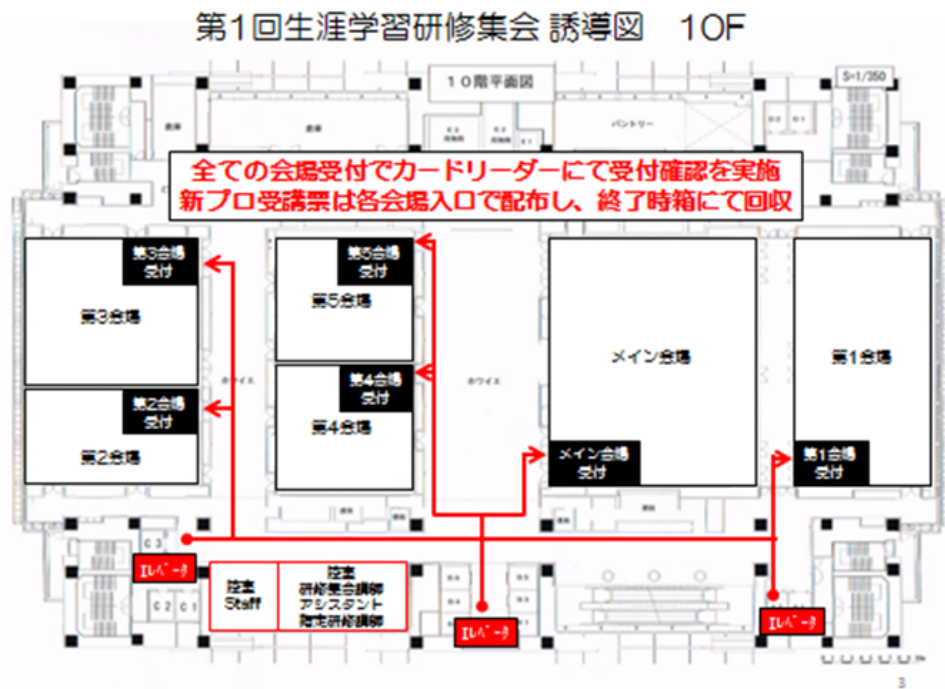 第1回生涯学習研修集会 誘導図　10F
10階平面図
S=1/350
倉庫
倉庫
パントリー
全ての会場受付でカードリーダーにて受付確認を実施
新プロ受講票は各会場入口で配布し、終了時箱にて回収
第3会場
受付
第3会場
第5会場
受付
第5会場
メイン会場
第1会場
ホワイエ
ホワイエ
第2会場
受付
第2会場
第4会場
受付
第4会場
メイン会場
受付
第1会場
受付
C3
C2
C1
エレベータ
控室
Staff
控室
研修集会講師
アシスタント
指定研修講師
エレベータ
エレベータ
3